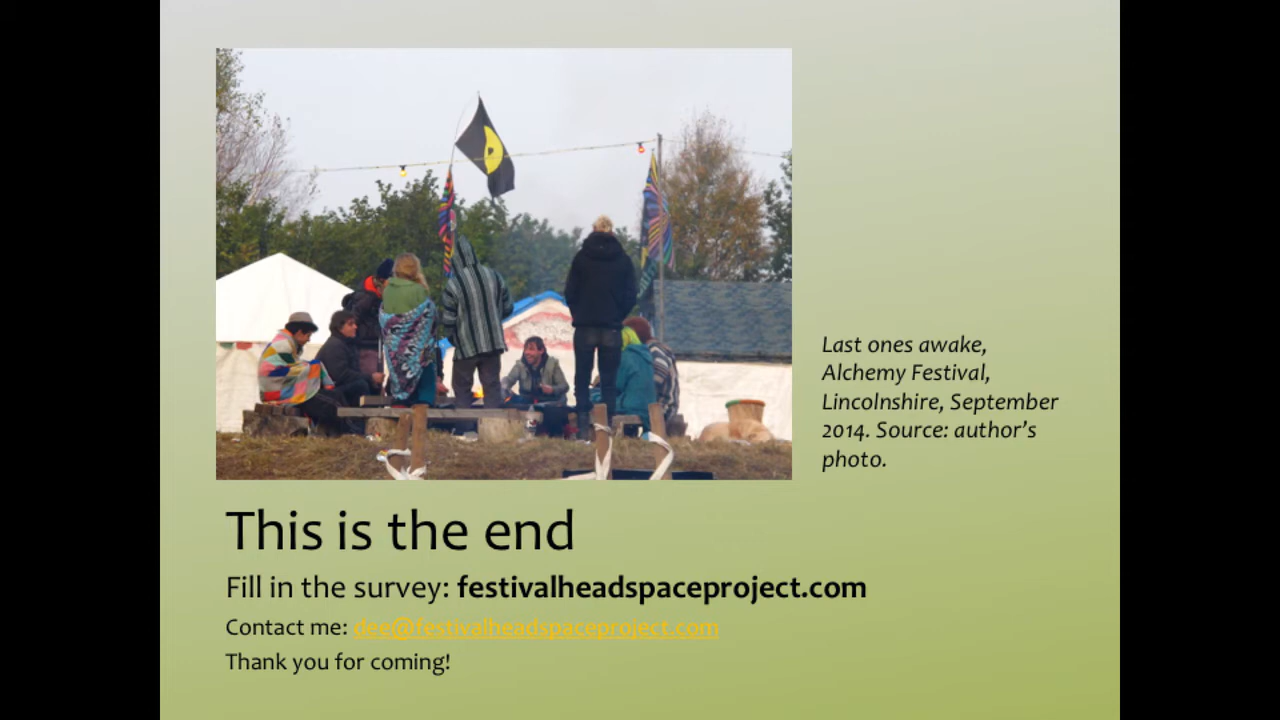 Last ones awake,
Alchemy Festival,
Lincolnshire, September
2014. Source: author's
photo.
This is the end
Fill in the survey: festivalheadspaceproject.com
Contact me: dee@festivalheadspaceproject.com
Thank you for coming!